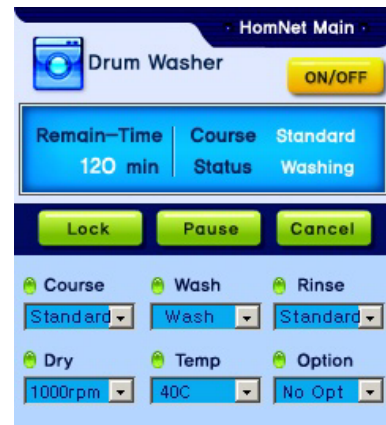 HomNet Main
Drum Washer
ON/OFF
Remain-Time Course Standard
120 min Status Washing
Lock Pause Cancel
Course Wash Rinse
Standard Wash Standard
Dry Temp Option
1000rpm 40C No Opt